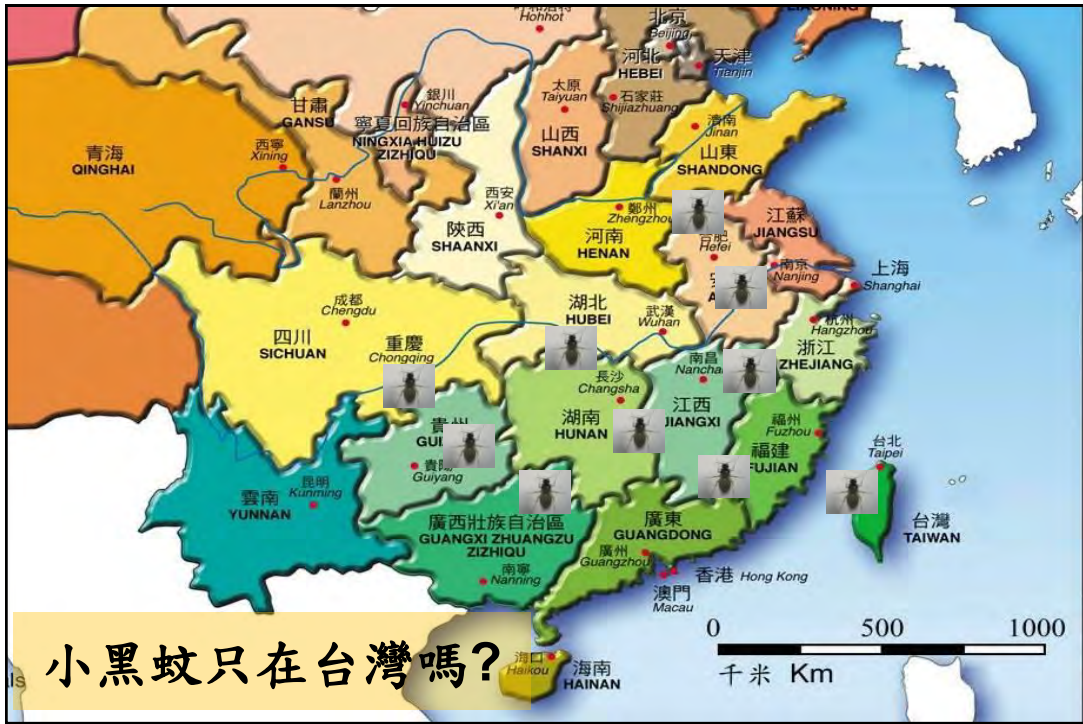 Hohhot
北京
Beijing
LIAONING
河北
HEBEI
天津
Tianjin
銀川
Yinchuan
太原
Taiyuan
石家莊
Shijiazhuang
甘肅
GANSU
寧夏回族自治區
NINGXIA HUIZU
ZIZHIQU
山西
SHANXI
濟南
Jinan
山東
SHANDONG
青海
QINGHAI
西寧
Xining
蘭州
Lanzhou
西安
Xi'an
陝西
SHAANXI
鄭州
Zhengzhou
河南
HENAN
江蘇
JIANGSU
合肥
Hefei
南京
Nanjing
上海
Shanghai
成都
Chengdu
四川
SICHUAN
重慶
Chongqing
湖北
HUBEI
武漢
Wuhan
杭州
Hangzhou
浙江
ZHEJIANG
南昌
長沙
Changsha
湖南
HUNAN
江西
JIANGXI
貴州
貴陽
Guiyang
福州
Fuzhou
福建
FUJIAN
台北
Taipei
昆明
Kunming
雲南
YUNNAN
廣西壯族自治區
GUANGXI ZHUANGZU
ZIZHIQU
廣東
GUANGDONG
廣州
Guangzhou
台灣
TAIWAN
南寧
Nanning
香港 Hong Kong
澳門
Macau
0 500 1000
千米 Km
小黑蚊只在台灣嗎?
海口
Haikou
海南
HAINAN